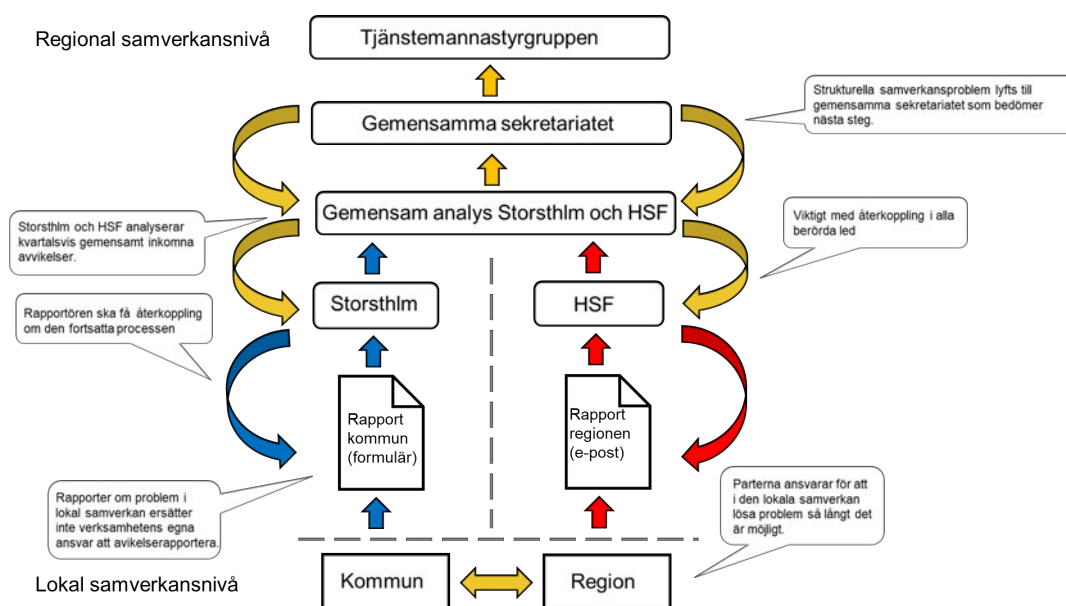 Regional samverkansnivå
Tjänstemannastyrgruppen
Strukturella samverkansproblem lyfts till
gemensamma sekretariatet som bedömer
nästa steg.
Gemensamma sekretariatet
Gemensam analys Storsthlm och HSF
Storsthlm och HSF analyserar
kvartalsvis gemensamt inkomna
avvikelser.
Viktigt med återkoppling i alla
berörda led
Rapportören ska få återkoppling
om den fortsatta processen
Storsthlm
HSF
Rapport
kommun
(formulär)
Rapport
regionen
(e-post)
Rapporter om problem i
lokal samverkan ersätter
inte verksamhetens egna
ansvar att avikelserapportera.
Parterna ansvarar för att
i den lokala samverkan
lösa problem så långt det
är möjligt.
Lokal samverkansnivå
Kommun
Region